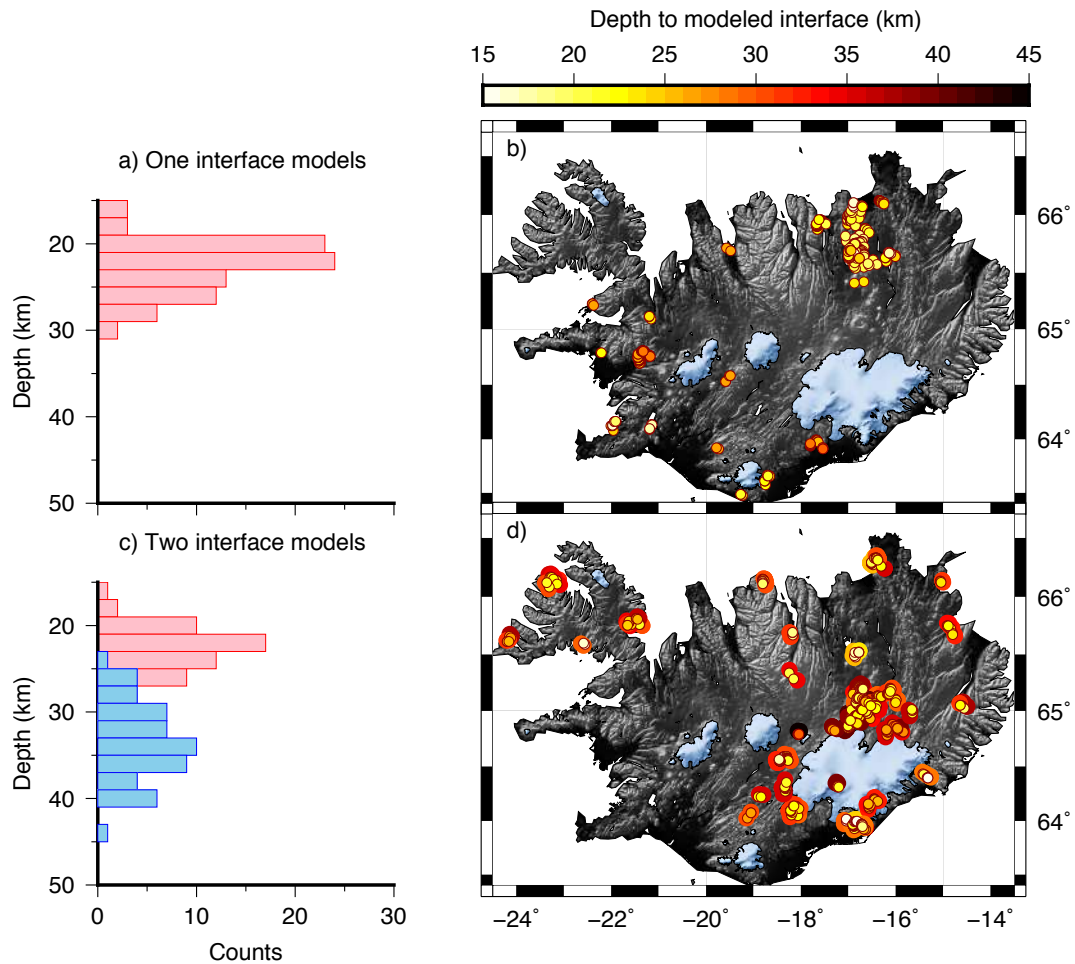 Depth to modeled interface (km)
15 20 25 30 35 40 45
a) One interface models
20
30
40
50
Depth (km)
b)
66°
65°
64°
c) Two interface models
20
30
40
50
Depth (km)
0 10 20 30
Counts
d)
66°
65°
64°
−24° −22° −20° −18° −16° −14°